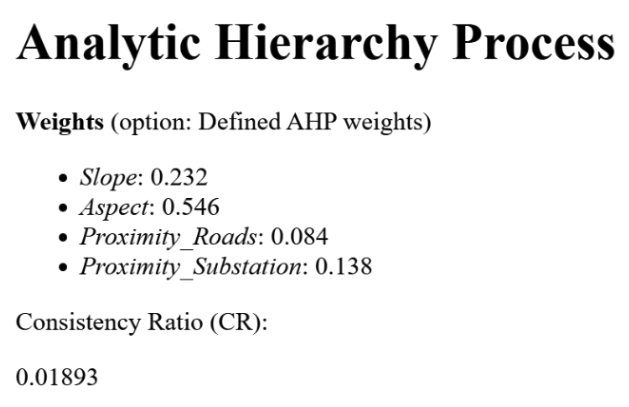 Analytic Hierarchy Process
Weights (option: Defined AHP weights)
• Slope: 0.232
• Aspect: 0.546
• Proximity_Roads: 0.084
• Proximity_Substation: 0.138
Consistency Ratio (CR):
0.01893